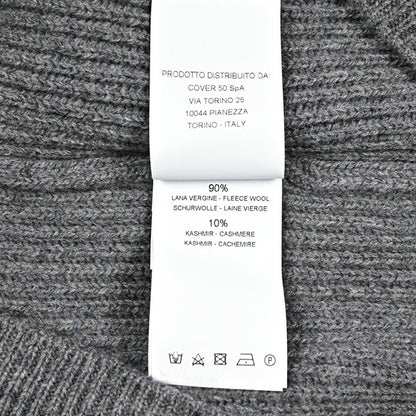 PRODOTTO DISTRIBUITO DA:
COVER 50 SpA
VIA TORINO 25
10044 PIANEZZA
TORINO - ITALY
90%
LANA VERGINE - FLEECE WOOL
SCHURWOLLE - LAINE VIERGE
10%
KASHMIR - CASHMERE
KASHMIR - CACHEMIRE
P